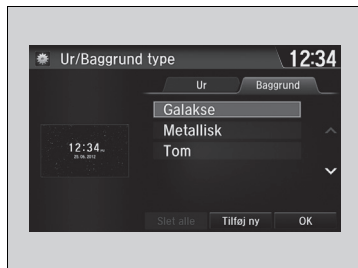 Ur/Baggrund type
12:34
Ur
Baggrund
Galakse
Metallisk
Tom
12:34
Slet alle
Tilføj ny
OK